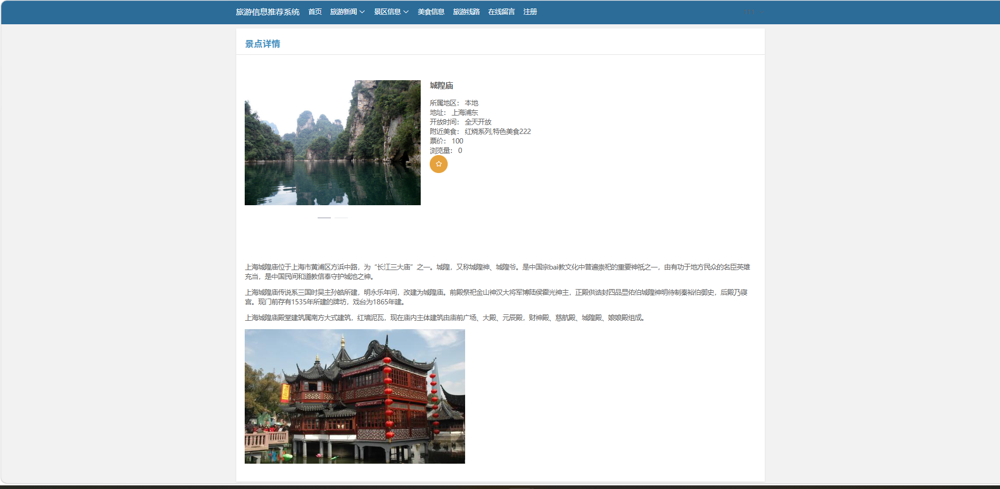 旅游信息推荐系统 首页 旅游新闻 景区信息 美食信息 旅游线路 在线留言 注册
景点详情
城隍庙
所属地区： 本地
地址： 上海浦东
开放时间： 全天开放
附近美食： 红烧系列,特色美食222
票价： 100
浏览量： 0
上海城隍庙位于上海市黄浦区方浜中路，为“长江三大庙”之一。城隍，又称城隍神、城隍爷。是中国宗bai教文化中普遍崇祀的重要神祇之一，由有功于地方民众的名臣英雄
充当，是中国民间和道教信奉守护城池之神。
上海城隍庙传说系三国时吴主孙皓所建，明永乐年间，改建为城隍庙。前殿祭祀金山神汉大将军博陆侯霍光神主，正殿供诰封四品显佑伯城隍神明待制秦裕伯御史，后殿乃寝
宫。现门前存有1535年所建的牌坊，戏台为1865年建。
上海城隍庙殿堂建筑属南方大式建筑，红墙泥瓦，现在庙内主体建筑由庙前广场、大殿、元辰殿，财神殿、慈航殿、城隍殿、娘娘殿组成。